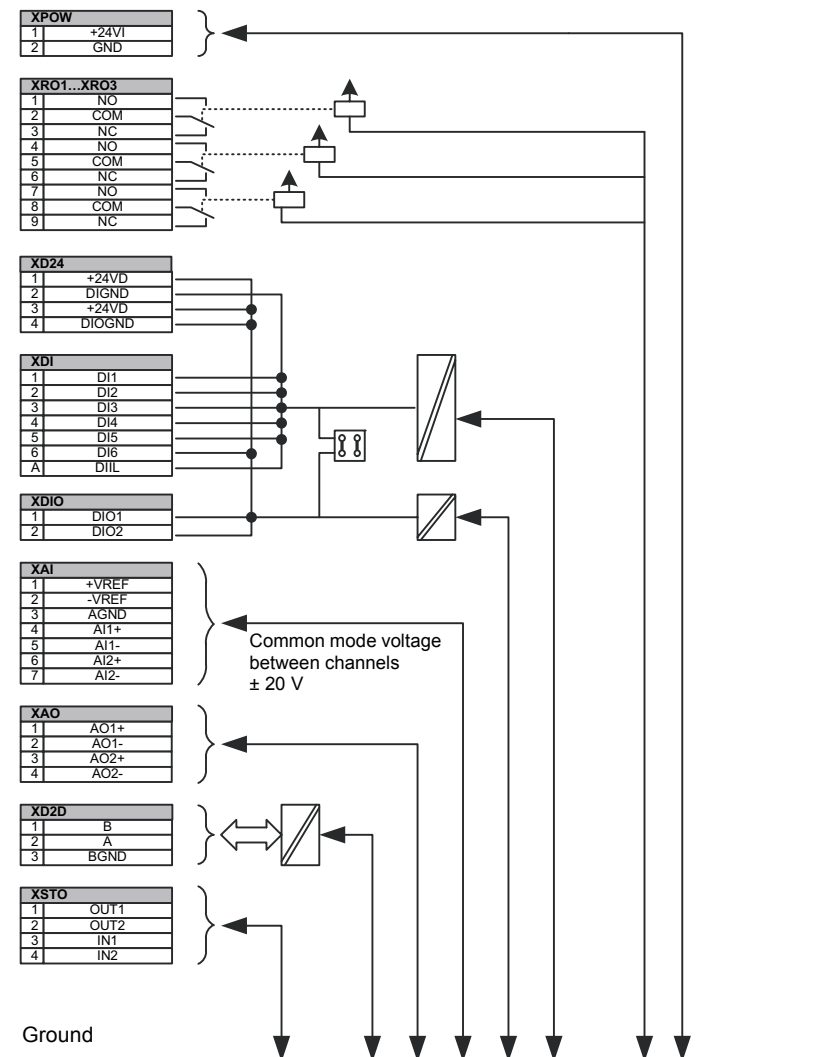 XPOW
1 +24VI
2 GND
XRO1…XRO3
1 NO
2 COM
3 NC
4 NO
5 COM
6 NC
7 NO
8 COM
9 NC
XD24
1 +24VD
2 DIGND
3 +24VD
4 DIOGND
XDI
1 DI1
2 DI2
3 DI3
4 DI4
5 DI5
6 DI6
A DIIL
XDIO
1 DIO1
2 DIO2
XAI
1 +VREF
2 -VREF
3 AGND
4 AI1+
5 AI1-
6 AI2+
7 AI2-
Common mode voltage
between channels
± 20 V
XAO
1 AO1+
2 AO1-
3 AO2+
4 AO2-
XD2D
1 B
2 A
3 BGND
XSTO
1 OUT1
2 OUT2
3 IN1
4 IN2
Ground